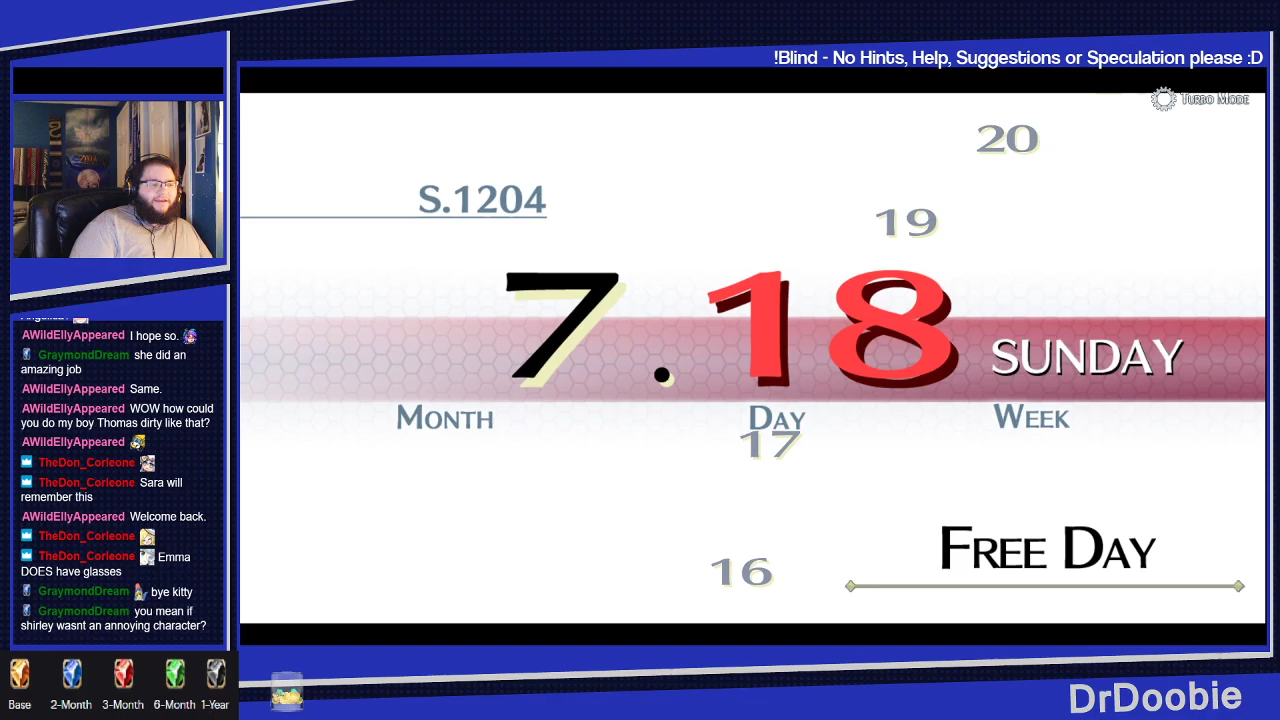 !Blind - No Hints, Help, Suggestions or Speculation please :D
TURBO MODE
20
S.1204
19
7.18
SUNDAY
MONTH
DAY
WEEK
17
FREE DAY
16
AWildEllyAppeared I hope so.
GraymondDream she did an
amazing job
AWildEllyAppeared Same.
AWildEllyAppeared WOW how could
you do my boy Thomas dirty like that?
AWildEllyAppeared
TheDon_Corleone
TheDon_Corleone Sara will
remember this
AWildEllyAppeared Welcome back.
TheDon_Corleone
TheDon_Corleone Emma
DOES have glasses
GraymondDream bye kitty
GraymondDream you mean if
shirley wasnt an annoying character?
Base 2-Month 3-Month 6-Month 1-Year
DrDoobie